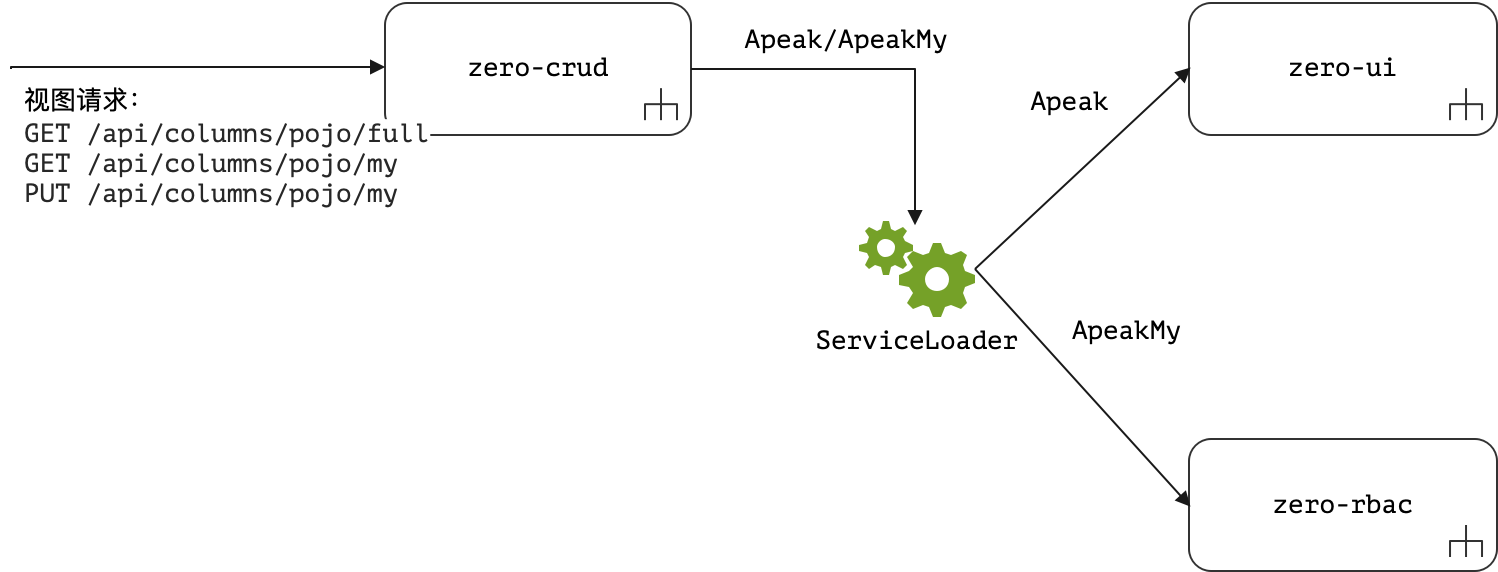 Apeak/ApeakMy
zero-crud
zero-ui
视图请求：
GET /api/columns/pojo/full
GET /api/columns/pojo/my
PUT /api/columns/pojo/my
Apeak
ServiceLoader
ApeakMy
zero-rbac